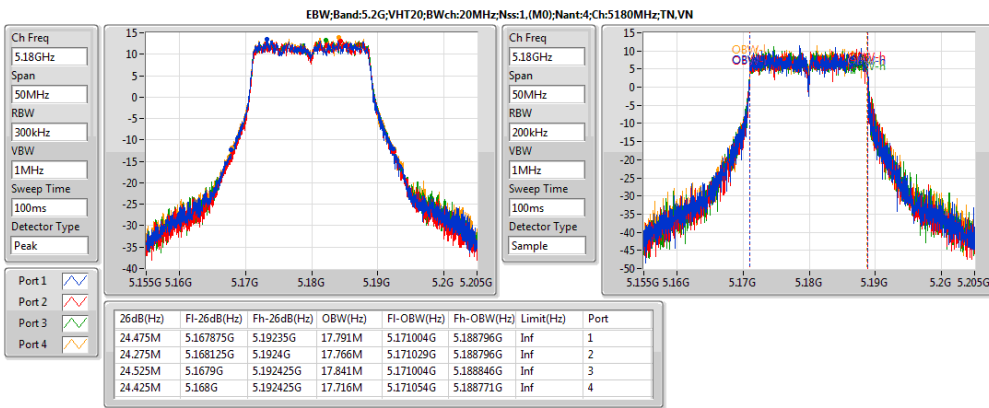 EBW;Band:5.2G;VHT20;BWch:20MHz;Nss:1,(M0);Nant:4;Ch:5180MHz;TN,VN
Ch Freq
5.18GHz
Span
50MHz
RBW
300kHz
VBW
1MHz
Sweep Time
100ms
Detector Type
Peak
15
10
5
0
-5
-10
-15
-20
-25
-30
-35
-40
5.155G 5.16G 5.17G 5.18G 5.19G 5.2G 5.205G
Ch Freq
5.18GHz
Span
50MHz
RBW
200kHz
VBW
1MHz
Sweep Time
100ms
Detector Type
Sample
15
10
5
0
-5
-10
-15
-20
-25
-30
-35
-40
-45
-50
5.155G 5.16G 5.17G 5.18G 5.19G 5.2G 5.205G
Port 1
Port 2
Port 3
Port 4
26dB(Hz) Fl-26dB(Hz) Fh-26dB(Hz) OBW(Hz) Fl-OBW(Hz) Fh-OBW(Hz) Limit(Hz) Port
24.475M 5.167875G 5.19235G 17.791M 5.171004G 5.188796G Inf 1
24.275M 5.168125G 5.1924G 17.766M 5.171029G 5.188796G Inf 2
24.525M 5.1679G 5.192425G 17.841M 5.171004G 5.188846G Inf 3
24.425M 5.168G 5.192425G 17.716M 5.171054G 5.188771G Inf 4